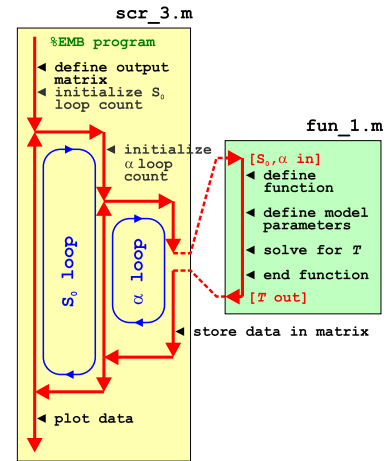 scr_3.m
%EMB program
define output
matrix
initialize S₀
loop count
initialize
α loop
count
S₀ loop
α loop
store data in matrix
plot data
fun_1.m
[S₀,α in]
define
function
define model
parameters
solve for T
end function
[T out]